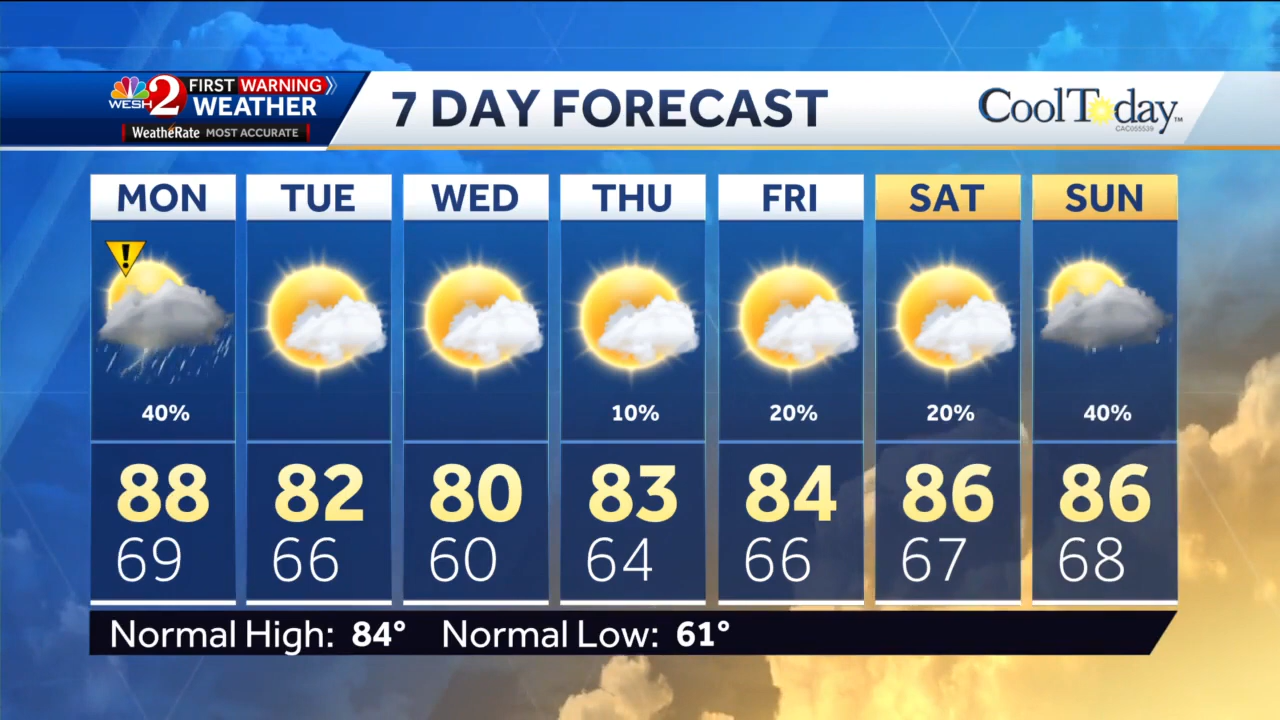 WESH 2 FIRST WARNING
WEATHER
WeatheRate MOST ACCURATE
7 DAY FORECAST
CoolToday™
CAC055539
MON TUE WED THU FRI SAT SUN
!
40% 10% 20% 20% 40%
88 82 80 83 84 86 86
69 66 60 64 66 67 68
Normal High: 84° Normal Low: 61°